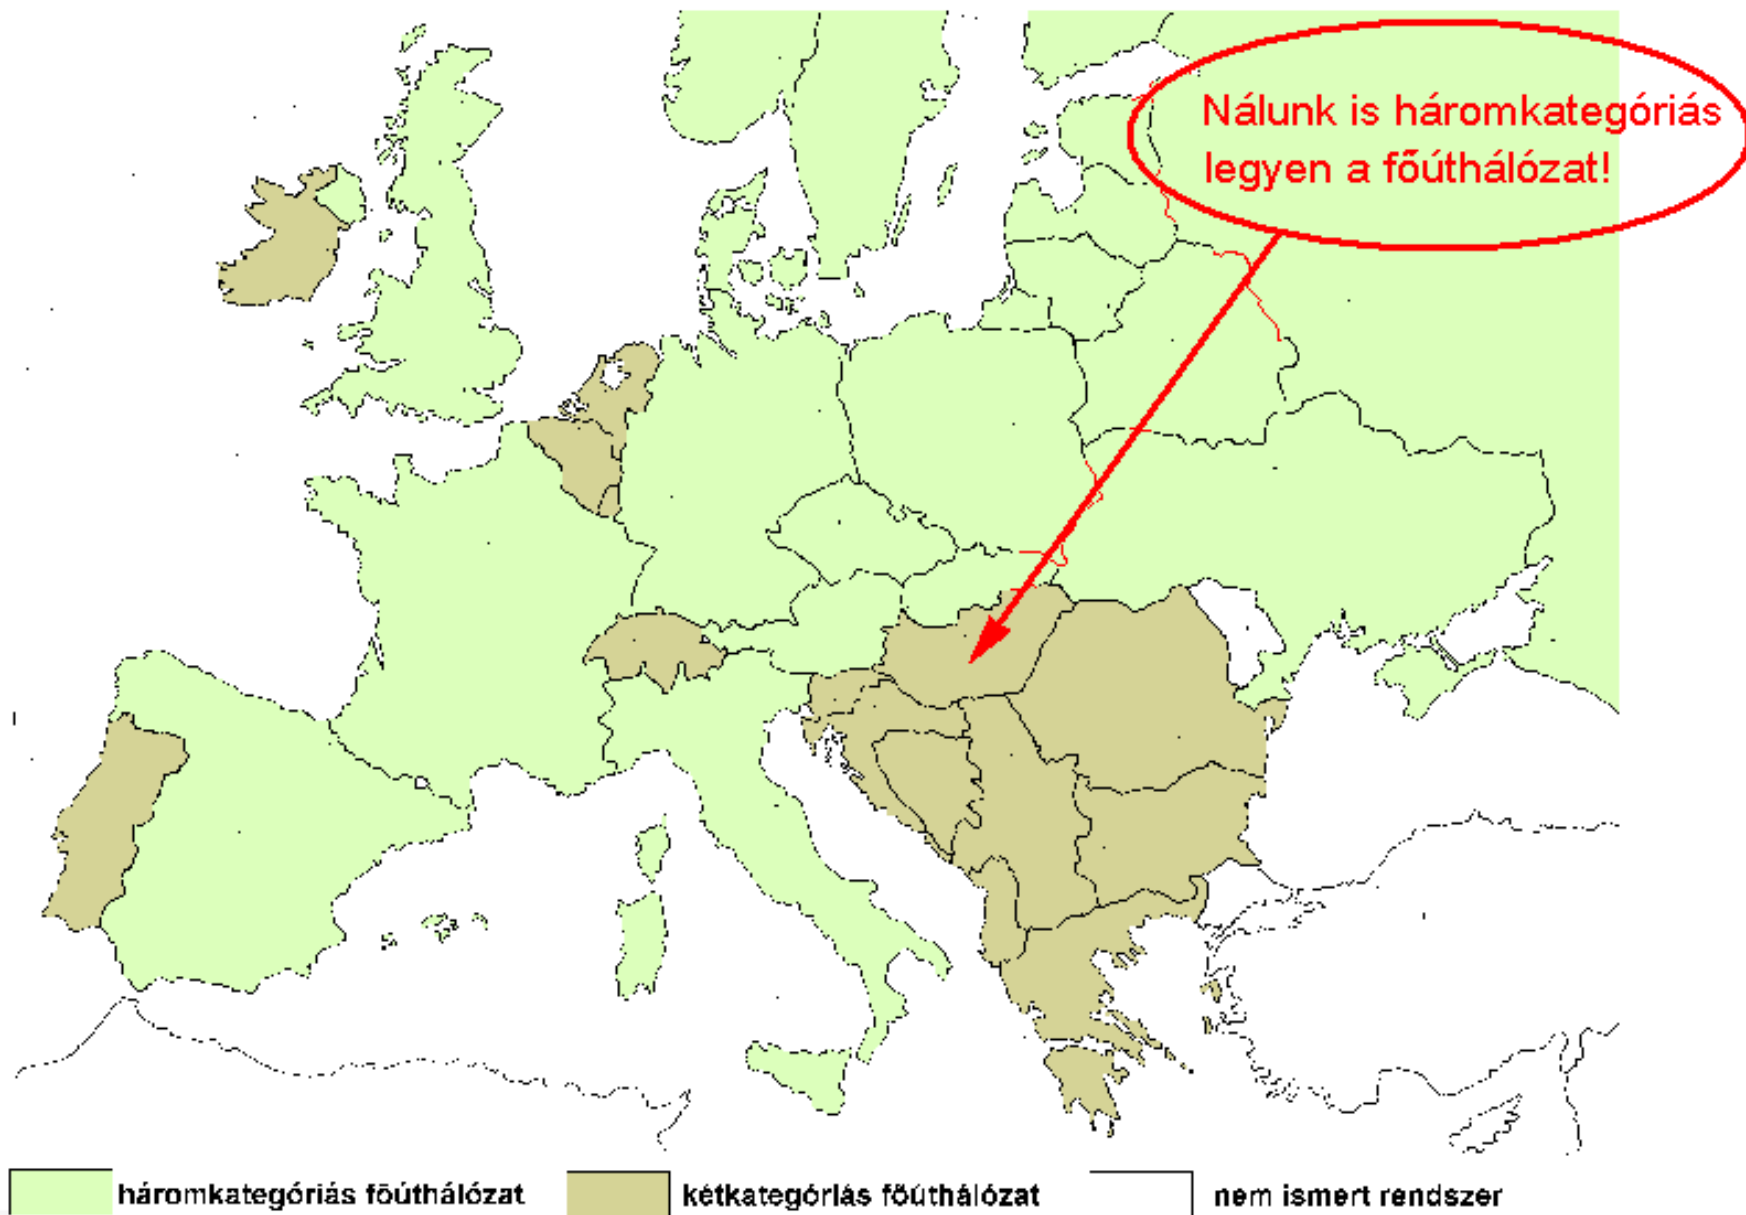 Nálunk is háromkategóriás
legyen a főúthálózat!
háromkategóriás főúthálózat
kétkategóriás főúthálózat
nem ismert rendszer